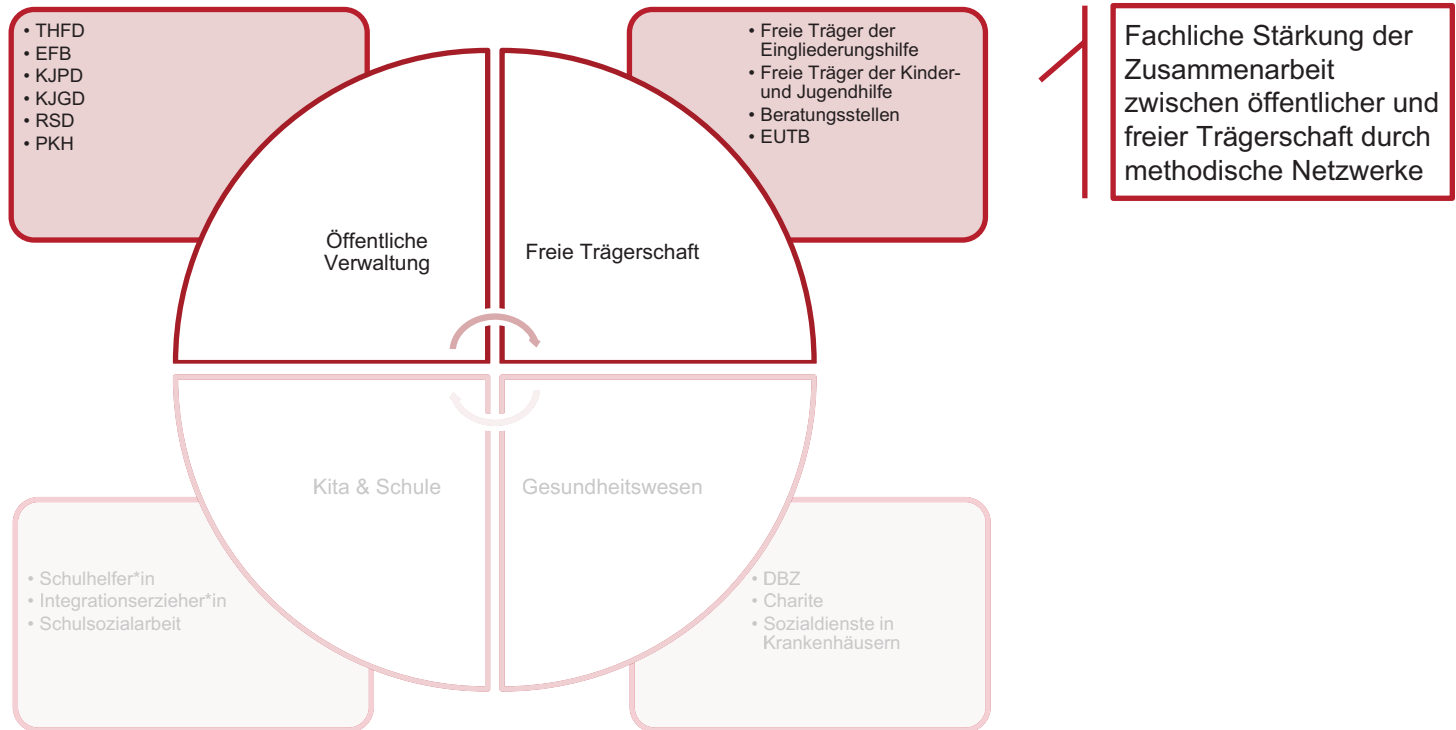 • THFD
• EFB
• KJPD
• KJGD
• RSD
• PKH
• Freie Träger der
Eingliederungshilfe
• Freie Träger der Kinder-
und Jugendhilfe
• Beratungsstellen
• EUTB
Fachliche Stärkung der
Zusammenarbeit
zwischen öffentlicher und
freier Trägerschaft durch
methodische Netzwerke
Öffentliche
Verwaltung
Freie Trägerschaft
Kita & Schule
Gesundheitswesen
• Schulhelfer*in
• Integrationserzieher*in
• Schulsozialarbeit
• DBZ
• Charite
• Sozialdienste in
Krankenhäusern